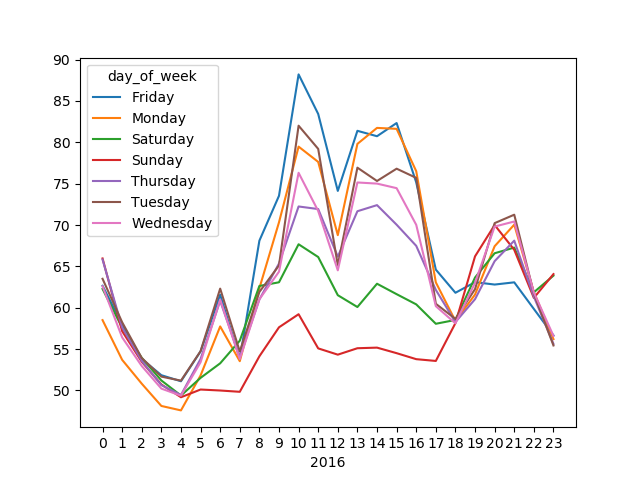 90
85
80
75
70
65
60
55
50
day_of_week
Friday
Monday
Saturday
Sunday
Thursday
Tuesday
Wednesday
0 1 2 3 4 5 6 7 8 9 10 11 12 13 14 15 16 17 18 19 20 21 22 23
2016